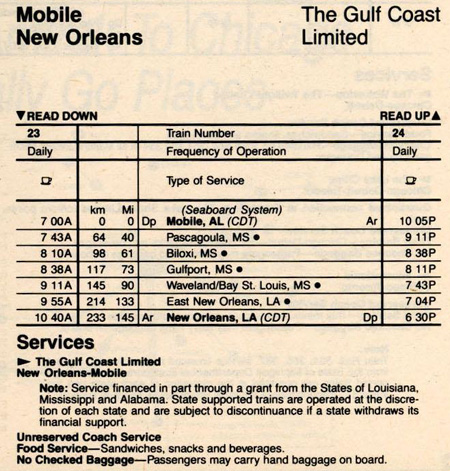 Mobile
New Orleans
The Gulf Coast
Limited
▼READ DOWN READ UP▲
23 Train Number 24
Daily Frequency of Operation Daily
Type of Service
km Mi (Seaboard System)
7 00A 0 0 Dp Mobile, AL (CDT) Ar 10 05P
7 43A 64 40 Pascagoula, MS ● 9 11P
8 10A 98 61 Biloxi, MS ● 8 38P
8 38A 117 73 Gulfport, MS ● 8 11P
9 11A 145 90 Waveland/Bay St. Louis, MS ● 7 43P
9 55A 214 133 East New Orleans, LA ● 7 04P
10 40A 233 145 Ar New Orleans, LA (CDT) Dp 6 30P
Services
► The Gulf Coast Limited
New Orleans-Mobile
Note: Service financed in part through a grant from the States of Louisiana,
Mississippi and Alabama. State supported trains are operated at the discre-
tion of each state and are subject to discontinuance if a state withdraws its
financial support.
Unreserved Coach Service
Food Service—Sandwiches, snacks and beverages.
No Checked Baggage—Passengers may carry hand baggage on board.